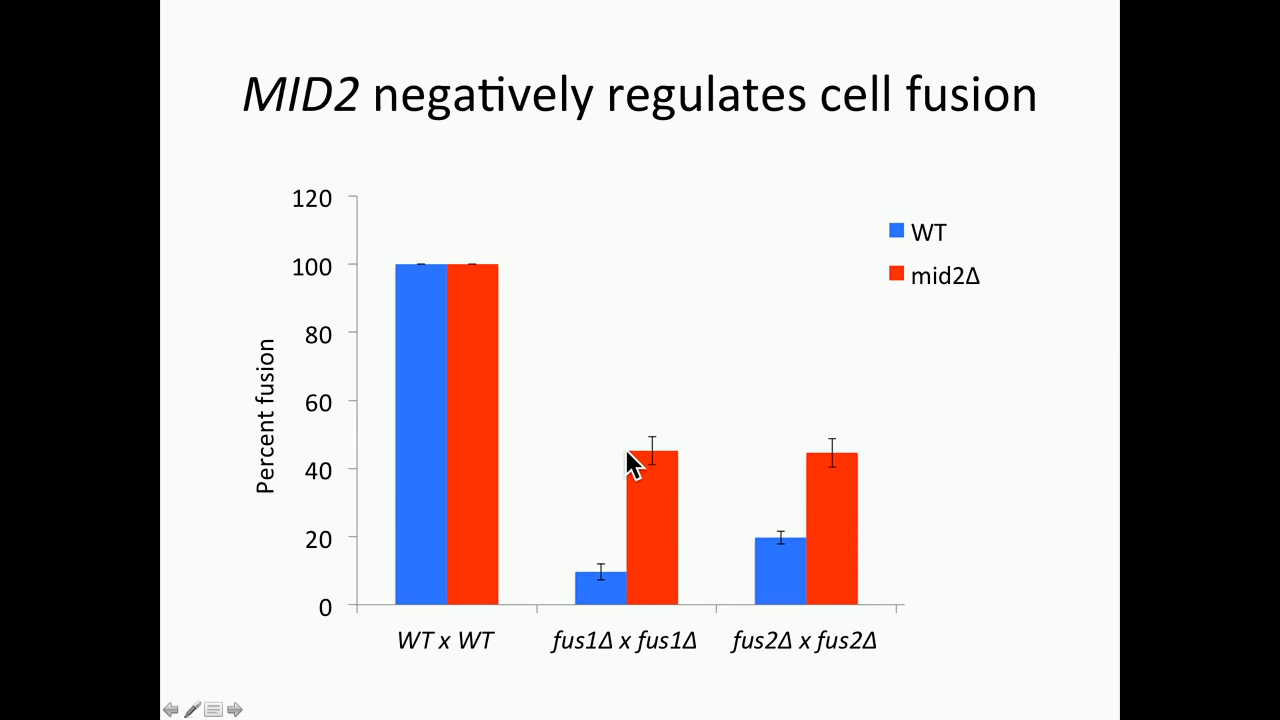 MID2 negatively regulates cell fusion
120
100
80
60
40
20
0
Percent fusion
WT
mid2Δ
WT x WT
fus1Δ x fus1Δ
fus2Δ x fus2Δ